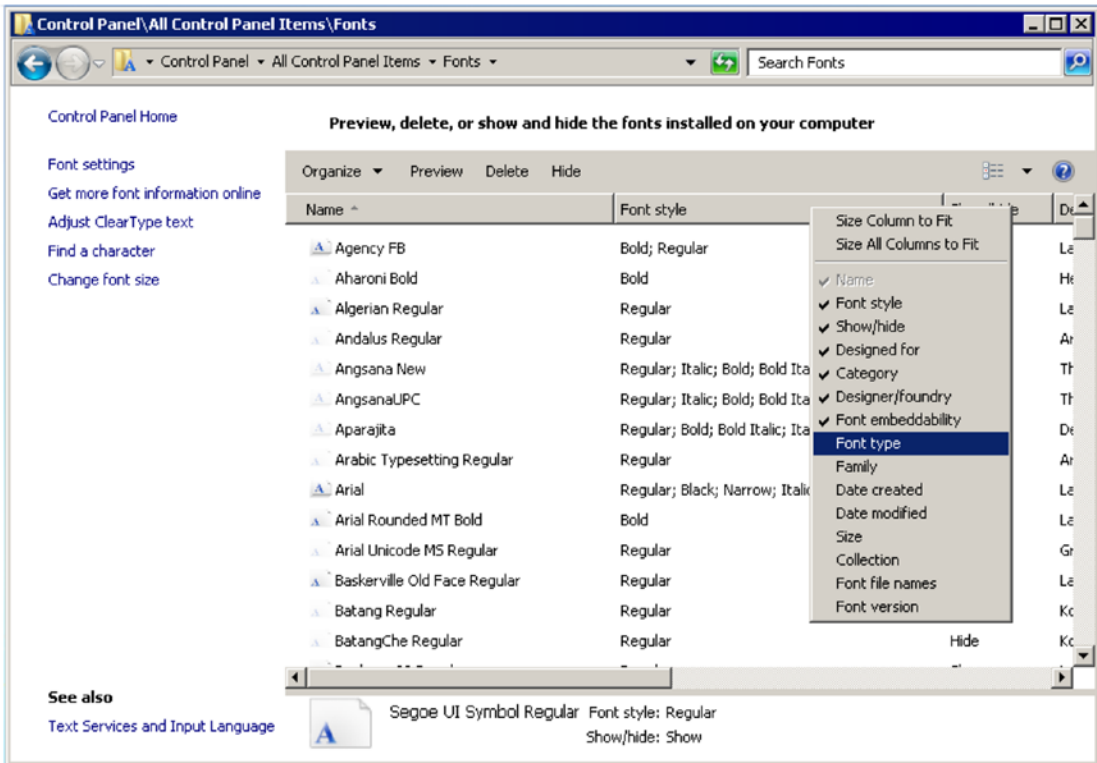 Control Panel\All Control Panel Items\Fonts
Control Panel All Control Panel Items Fonts Search Fonts
Control Panel Home
Font settings
Get more font information online
Adjust ClearType text
Find a character
Change font size
See also
Text Services and Input Language
Preview, delete, or show and hide the fonts installed on your computer
Organize Preview Delete Hide
Name Font style
Agency FB Bold; Regular
Aharoni Bold Bold
Algerian Regular Regular
Andalus Regular Regular
Angsana New Regular; Italic; Bold; Bold Ita
AngsanaUPC Regular; Italic; Bold; Bold Ita
Aparajita Regular; Bold; Bold Italic; Ita
Arabic Typesetting Regular Regular
Arial Regular; Black; Narrow; Italic
Arial Rounded MT Bold Bold
Arial Unicode MS Regular Regular
Baskerville Old Face Regular Regular
Batang Regular Regular
BatangChe Regular Regular Hide Ko
Size Column to Fit
Size All Columns to Fit
Name
Font style
Show/hide
Designed for
Category
Designer/foundry
Font embeddability
Font type
Family
Date created
Date modified
Size
Collection
Font file names
Font version
Segoe UI Symbol Regular Font style: Regular
Show/hide: Show